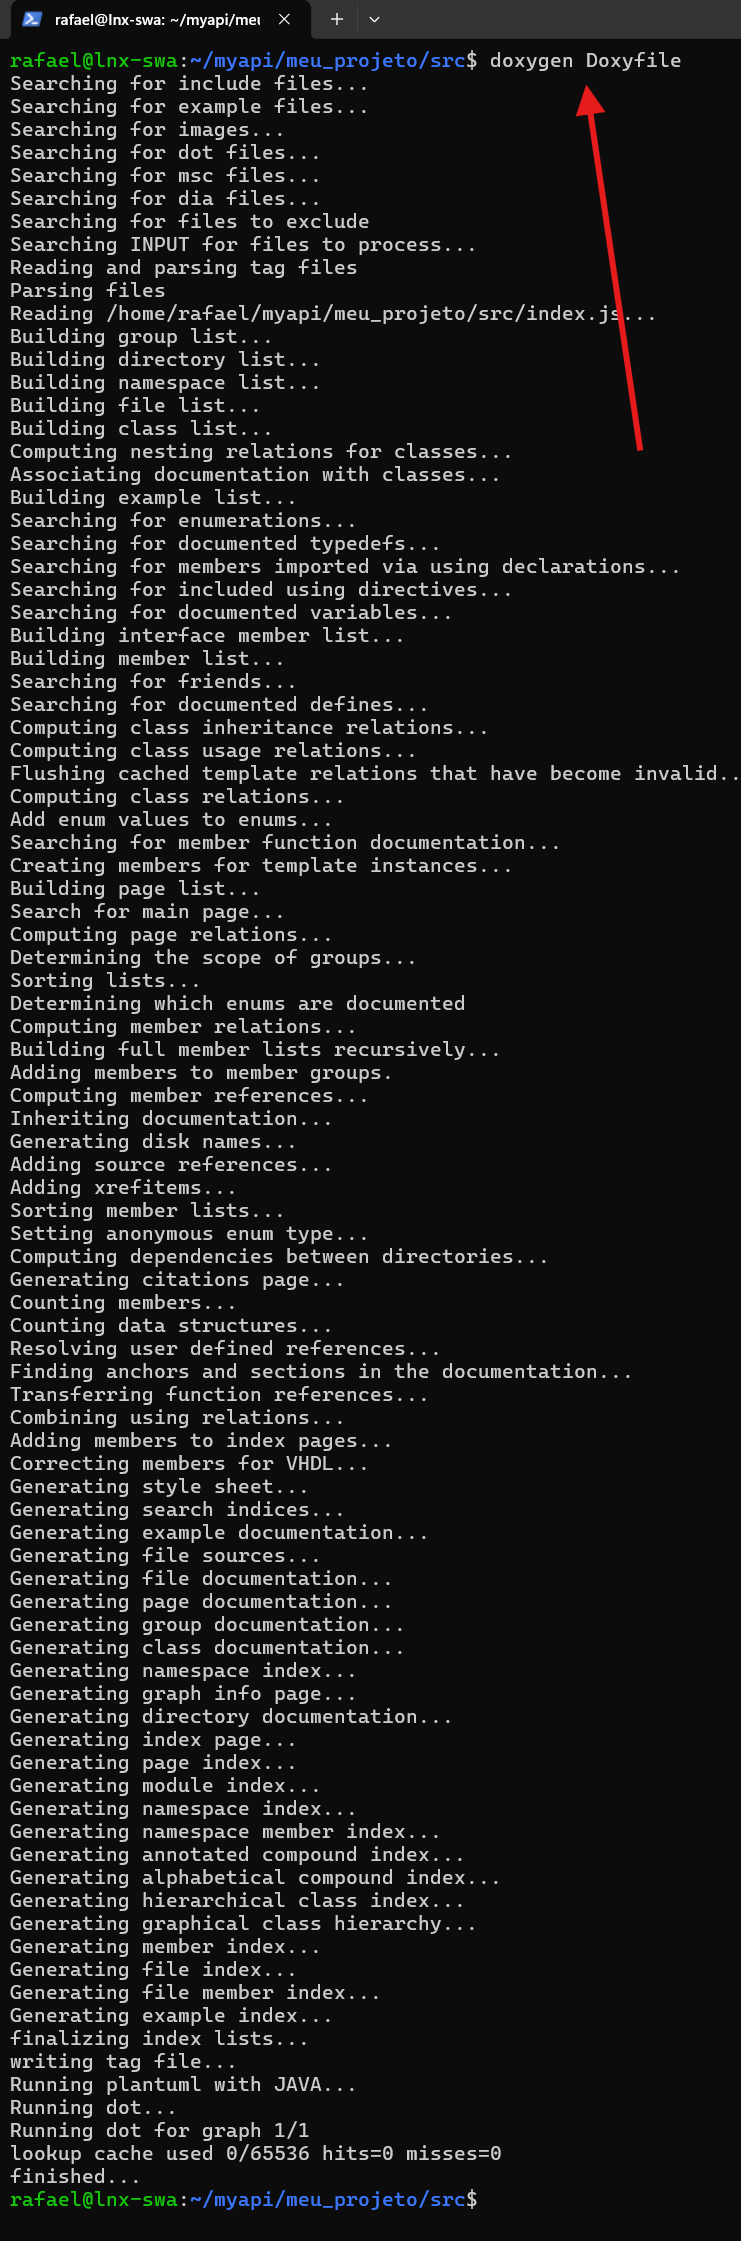 rafael@lnx-swa: ~/myapi/meu
rafael@lnx-swa:~/myapi/meu_projeto/src$ doxygen Doxyfile
Searching for include files...
Searching for example files...
Searching for images...
Searching for dot files...
Searching for msc files...
Searching for dia files...
Searching for files to exclude
Searching INPUT for files to process...
Reading and parsing tag files
Parsing files
Reading /home/rafael/myapi/meu_projeto/src/index.js...
Building group list...
Building directory list...
Building namespace list...
Building file list...
Building class list...
Computing nesting relations for classes...
Associating documentation with classes...
Building example list...
Searching for enumerations...
Searching for documented typedefs...
Searching for members imported via using declarations...
Searching for included using directives...
Searching for documented variables...
Building interface member list...
Building member list...
Searching for friends...
Searching for documented defines...
Computing class inheritance relations...
Computing class usage relations...
Flushing cached template relations that have become invalid..
Computing class relations...
Add enum values to enums...
Searching for member function documentation...
Creating members for template instances...
Building page list...
Search for main page...
Computing page relations...
Determining the scope of groups...
Sorting lists...
Determining which enums are documented
Computing member relations...
Building full member lists recursively...
Adding members to member groups.
Computing member references...
Inheriting documentation...
Generating disk names...
Adding source references...
Adding xrefitems...
Sorting member lists...
Setting anonymous enum type...
Computing dependencies between directories...
Generating citations page...
Counting members...
Counting data structures...
Resolving user defined references...
Finding anchors and sections in the documentation...
Transferring function references...
Combining using relations...
Adding members to index pages...
Correcting members for VHDL...
Generating style sheet...
Generating search indices...
Generating example documentation...
Generating file sources...
Generating file documentation...
Generating page documentation...
Generating group documentation...
Generating class documentation...
Generating namespace index...
Generating graph info page...
Generating directory documentation...
Generating index page...
Generating page index...
Generating module index...
Generating namespace index...
Generating namespace member index...
Generating annotated compound index...
Generating alphabetical compound index...
Generating hierarchical class index...
Generating graphical class hierarchy...
Generating member index...
Generating file index...
Generating file member index...
Generating example index...
finalizing index lists...
writing tag file...
Running plantuml with JAVA...
Running dot...
Running dot for graph 1/1
lookup cache used 0/65536 hits=0 misses=0
finished...
rafael@lnx-swa:~/myapi/meu_projeto/src$